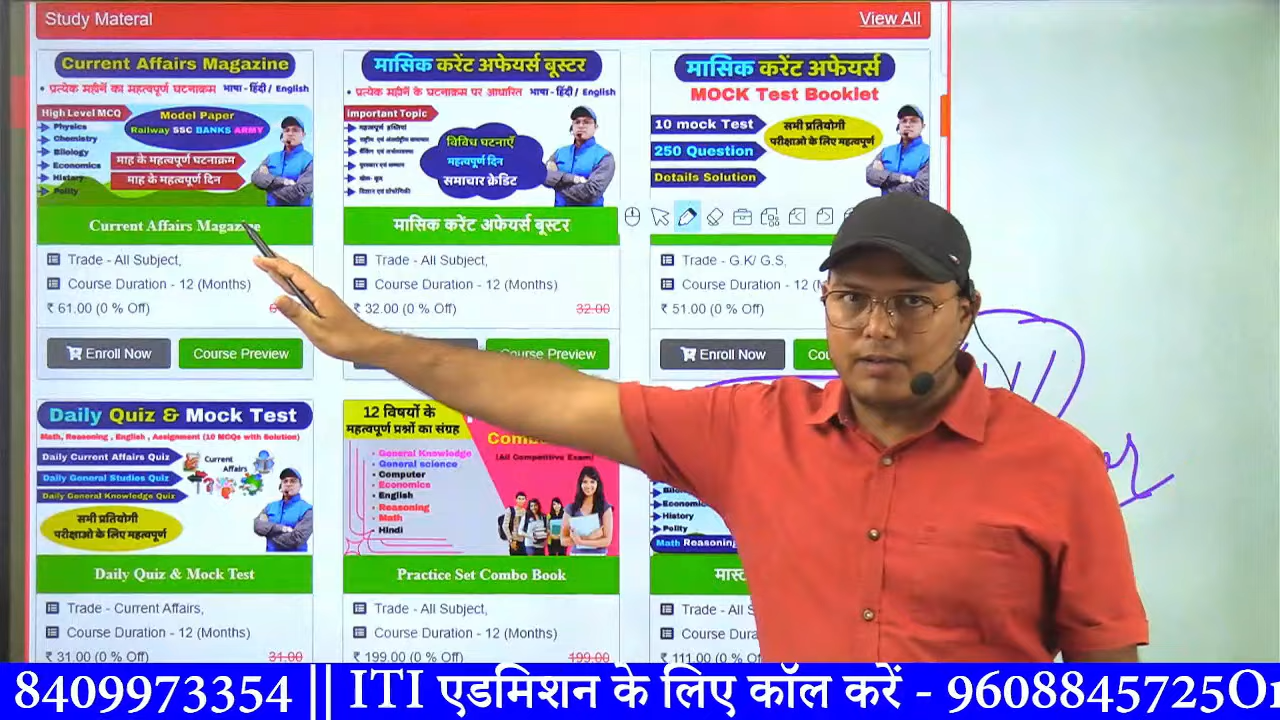 Study Materal
View All
Current Affairs Magazine
• प्रत्येक महीनें का महत्वपूर्ण घटनाक्रम भाषा - हिंदी / English
High Level MCQ
Physics
Chemistry
Biology
Economics
History
Polity
Model Paper
Railway SSC BANKS ARMY
माह के महत्वपूर्ण घटनाक्रम
माह के महत्वपूर्ण दिन
Current Affairs Magazine
Trade - All Subject,
Course Duration - 12 (Months)
₹ 61.00 (0 % Off)
Enroll Now
Course Preview
मासिक करेंट अफेयर्स बूस्टर
• प्रत्येक महीनें के घटनाक्रम पर आधारित भाषा - हिंदी / English
Important Topic
विविध घटनाएँ
महत्वपूर्ण दिन
समाचार क्रेडिट
मासिक करेंट अफेयर्स बूस्टर
Trade - All Subject,
Course Duration - 12 (Months)
₹ 32.00 (0 % Off)
32.00
Course Preview
मासिक करेंट अफेयर्स
MOCK Test Booklet
10 mock Test
250 Question
Details Solution
सभी प्रतियोगी
परीक्षाओ के लिए महत्वपूर्ण
Trade - G.K/ G.S,
Course Duration - 12
₹ 51.00 (0 % Off)
Enroll Now
Daily Quiz & Mock Test
Math, Reasoning , English , Assignment (10 MCQs with Solution)
Daily Current Affairs Quiz
Daily General Studies Quiz
Daily General Knowledge Quiz
Current
Affairs
सभी प्रतियोगी
परीक्षाओ के लिए महत्वपूर्ण
Daily Quiz & Mock Test
Trade - Current Affairs,
Course Duration - 12 (Months)
₹ 31.00 (0 % Off)
31.00
12 विषयों के
महत्वपूर्ण प्रश्नों का संग्रह
• General Knowledge
• General science
• Computer
• Economics
• English
• Reasoning
• Math
• Hindi
(All Competitive Exam)
Practice Set Combo Book
Trade - All Subject,
Course Duration - 12 (Months)
₹ 199.00 (0 % Off)
199.00
Economic
History
Polity
Math Reasoning
Trade - All
Course
₹ 111.00 (0 %
8409973354 || ITI एडमिशन के लिए कॉल करें - 9608845725